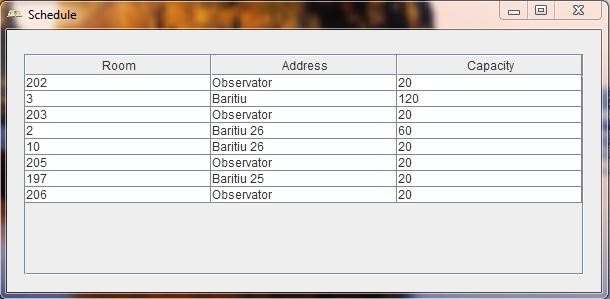 Schedule
Room Address Capacity
202 Observator 20
3 Baritiu 120
203 Observator 20
2 Baritiu 26 60
10 Baritiu 26 20
205 Observator 20
197 Baritiu 25 20
206 Observator 20